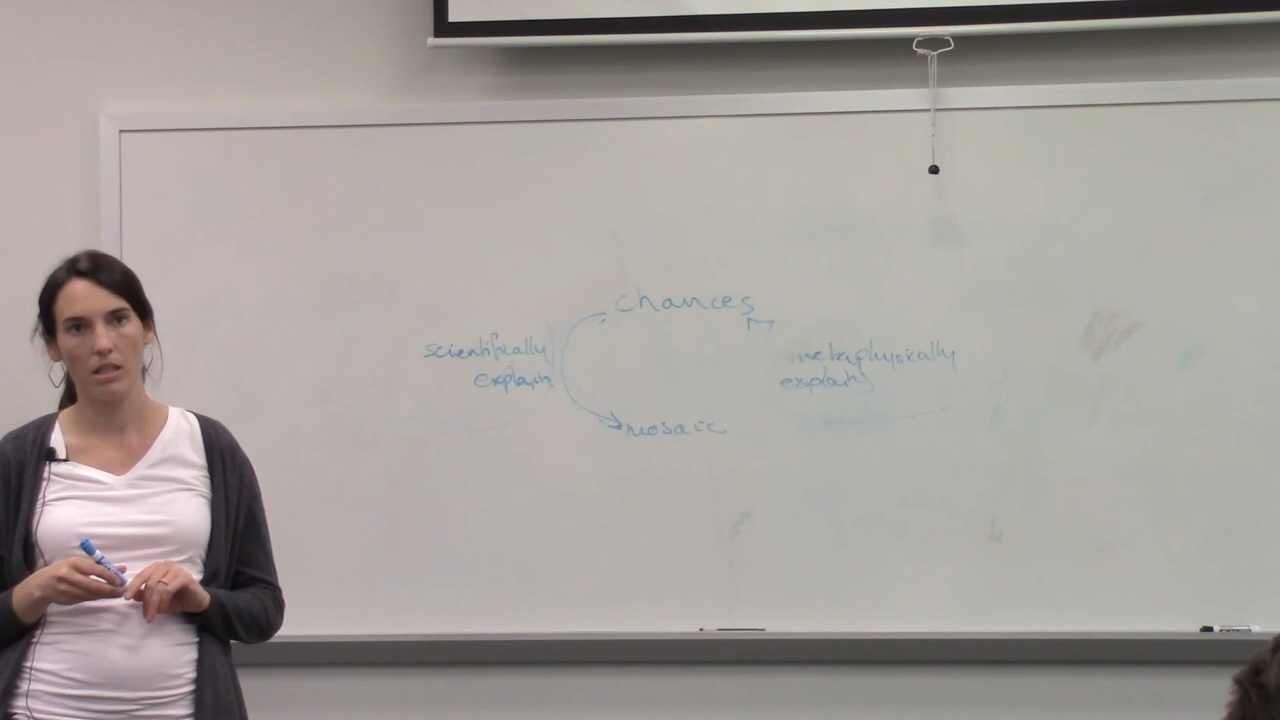 chances
scientifically
explain
metaphysically
explain
mosaic